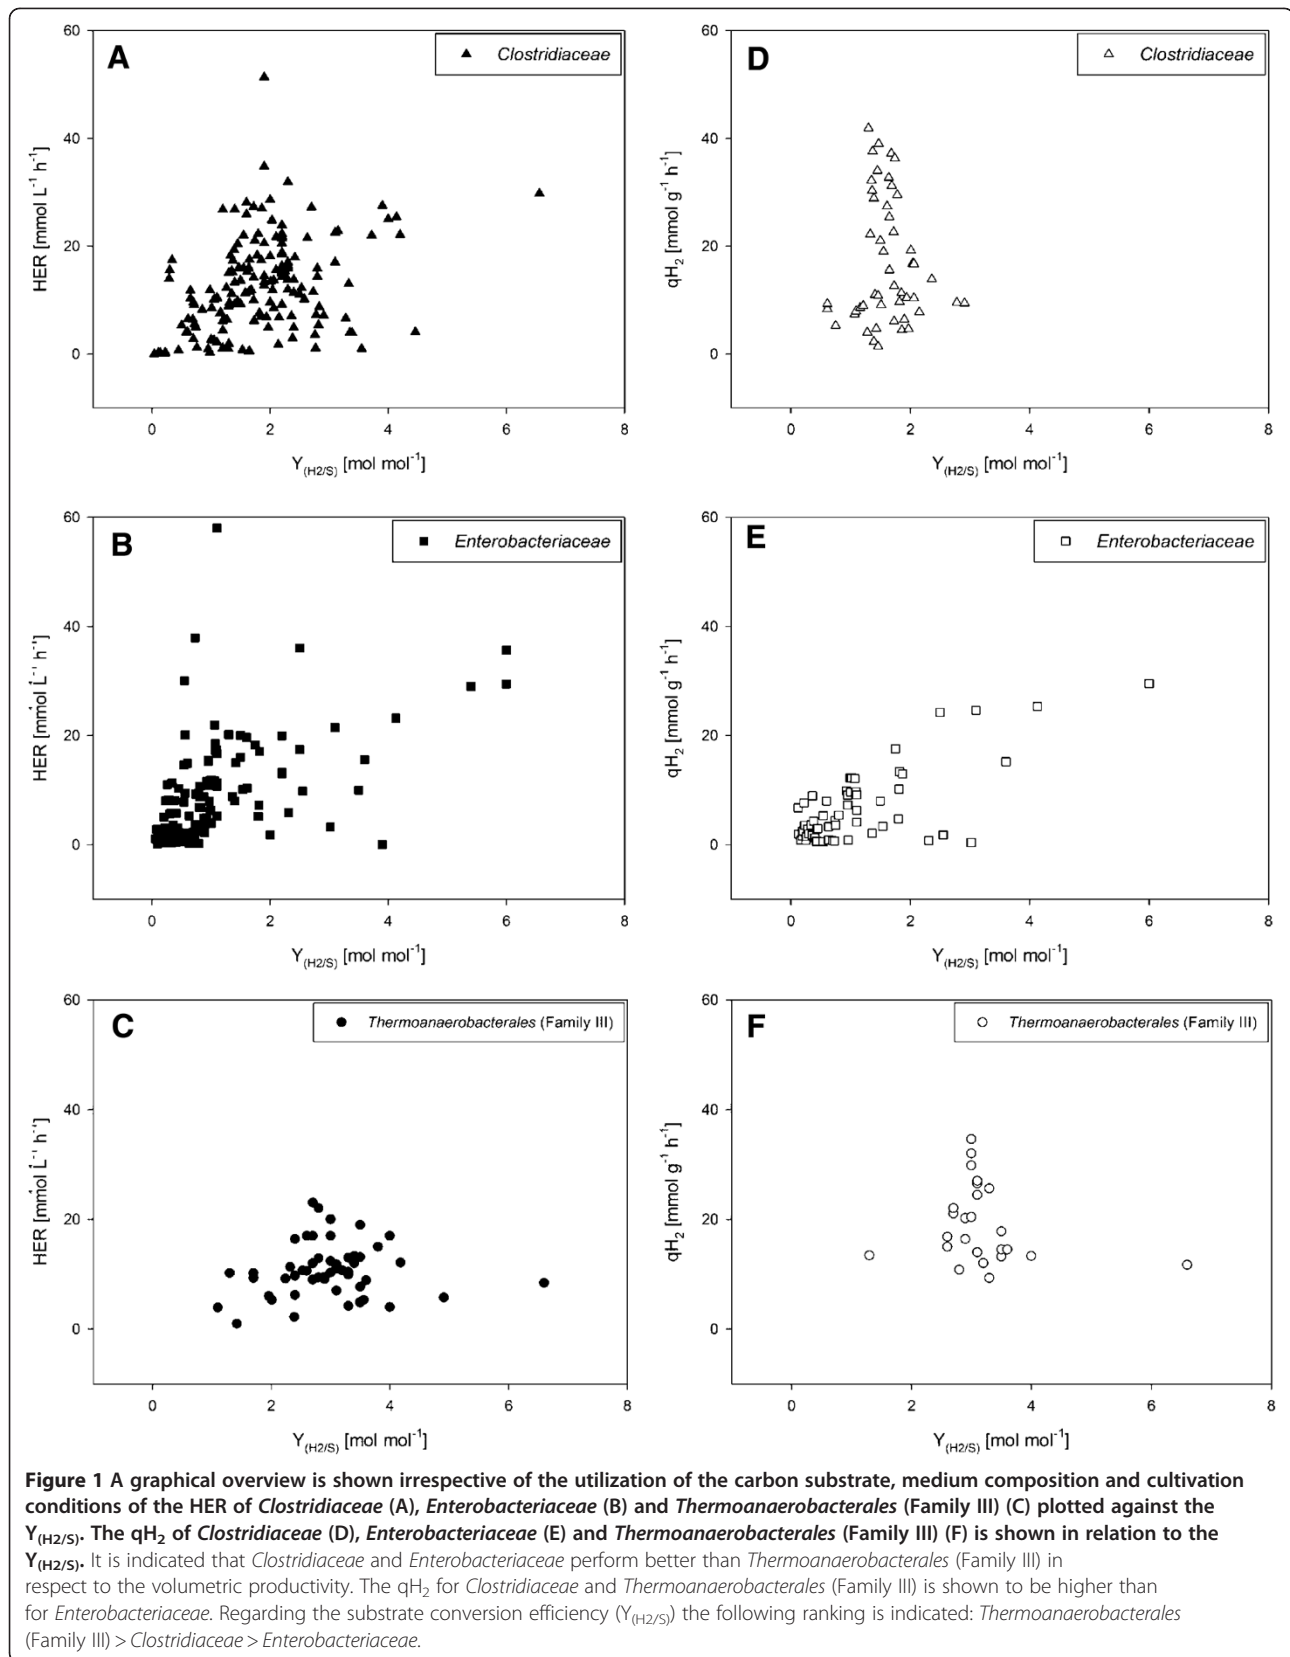 A
Clostridiaceae
60
40
20
0
HER [mmol L⁻¹ h⁻¹]
0 2 4 6 8
Y(H2/S) [mol mol⁻¹]
D
Clostridiaceae
60
40
20
0
qH₂ [mmol g⁻¹ h⁻¹]
0 2 4 6 8
Y(H2/S) [mol mol⁻¹]
B
Enterobacteriaceae
60
40
20
0
HER [mmol L⁻¹ h⁻¹]
0 2 4 6 8
Y(H2/S) [mol mol⁻¹]
E
Enterobacteriaceae
60
40
20
0
qH₂ [mmol g⁻¹ h⁻¹]
0 2 4 6 8
Y(H2/S) [mol mol⁻¹]
C
Thermoanaerobacterales (Family III)
60
40
20
0
HER [mmol L⁻¹ h⁻¹]
0 2 4 6 8
Y(H2/S) [mol mol⁻¹]
F
Thermoanaerobacterales (Family III)
60
40
20
0
qH₂ [mmol g⁻¹ h⁻¹]
0 2 4 6 8
Y(H2/S) [mol mol⁻¹]
Figure 1 A graphical overview is shown irrespective of the utilization of the carbon substrate, medium composition and cultivation
conditions of the HER of Clostridiaceae (A), Enterobacteriaceae (B) and Thermoanaerobacterales (Family III) (C) plotted against the
Y(H2/S). The qH₂ of Clostridiaceae (D), Enterobacteriaceae (E) and Thermoanaerobacterales (Family III) (F) is shown in relation to the
Y(H2/S). It is indicated that Clostridiaceae and Enterobacteriaceae perform better than Thermoanaerobacterales (Family III) in
respect to the volumetric productivity. The qH₂ for Clostridiaceae and Thermoanaerobacterales (Family III) is shown to be higher than
for Enterobacteriaceae. Regarding the substrate conversion efficiency (Y(H2/S)) the following ranking is indicated: Thermoanaerobacterales
(Family III) > Clostridiaceae > Enterobacteriaceae.